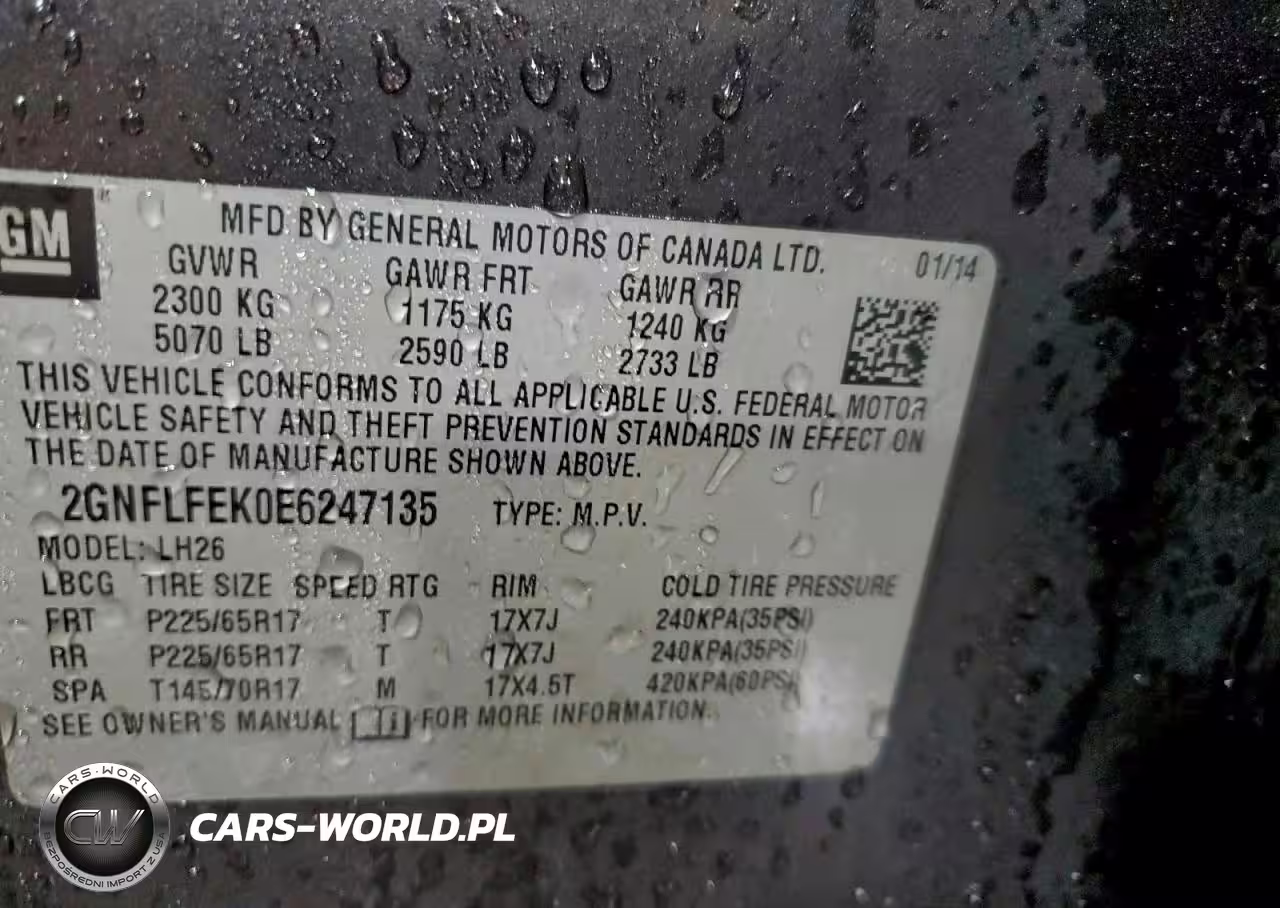 GM
MFD BY GENERAL MOTORS OF CANADA LTD. 01/14
GVWR GAWR FRT GAWR RR
2300 KG 1175 KG 1240 KG
5070 LB 2590 LB 2733 LB
THIS VEHICLE CONFORMS TO ALL APPLICABLE U.S. FEDERAL MOTOR
VEHICLE SAFETY AND THEFT PREVENTION STANDARDS IN EFFECT ON
THE DATE OF MANUFACTURE SHOWN ABOVE.
2GNFLFEK0E6247135 TYPE: M.P.V.
MODEL: LH26
LBCG TIRE SIZE SPEED RTG RIM COLD TIRE PRESSURE
FRT P225/65R17 T 17X7J 240KPA(35PSI)
RR P225/65R17 T 17X7J 240KPA(35PSI)
SPA T145/70R17 M 17X4.5T 420KPA(60PSI)
SEE OWNER'S MANUAL FOR MORE INFORMATION.
CARS-WORLD
CW
BEZPOŚREDNI IMPORT Z USA
CARS-WORLD.PL